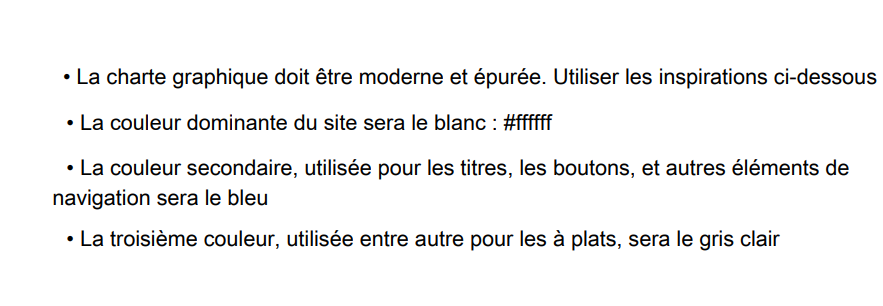 • La charte graphique doit être moderne et épurée. Utiliser les inspirations ci-dessous
• La couleur dominante du site sera le blanc : #ffffff
• La couleur secondaire, utilisée pour les titres, les boutons, et autres éléments de
navigation sera le bleu
• La troisième couleur, utilisée entre autre pour les à plats, sera le gris clair